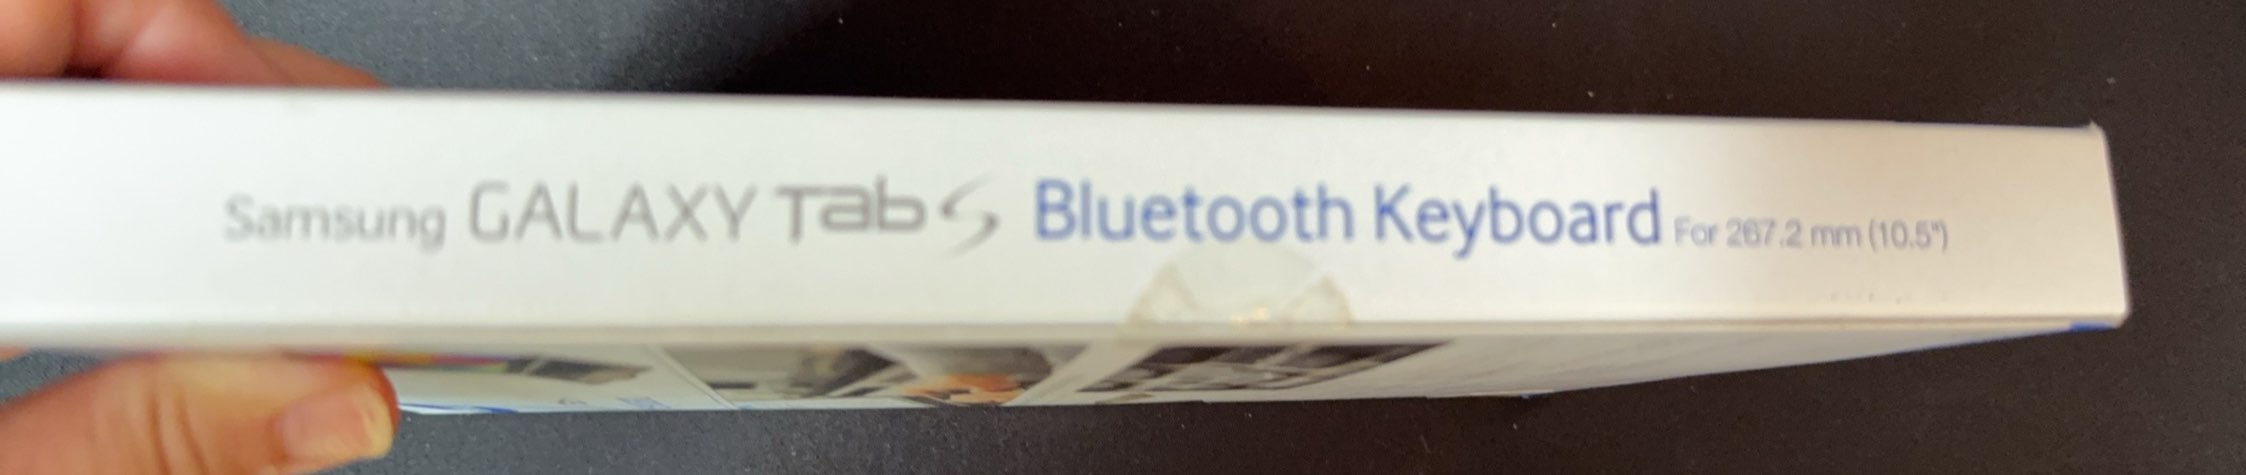 Samsung GALAXY Tab S Bluetooth Keyboard For 267.2 mm (10.5")